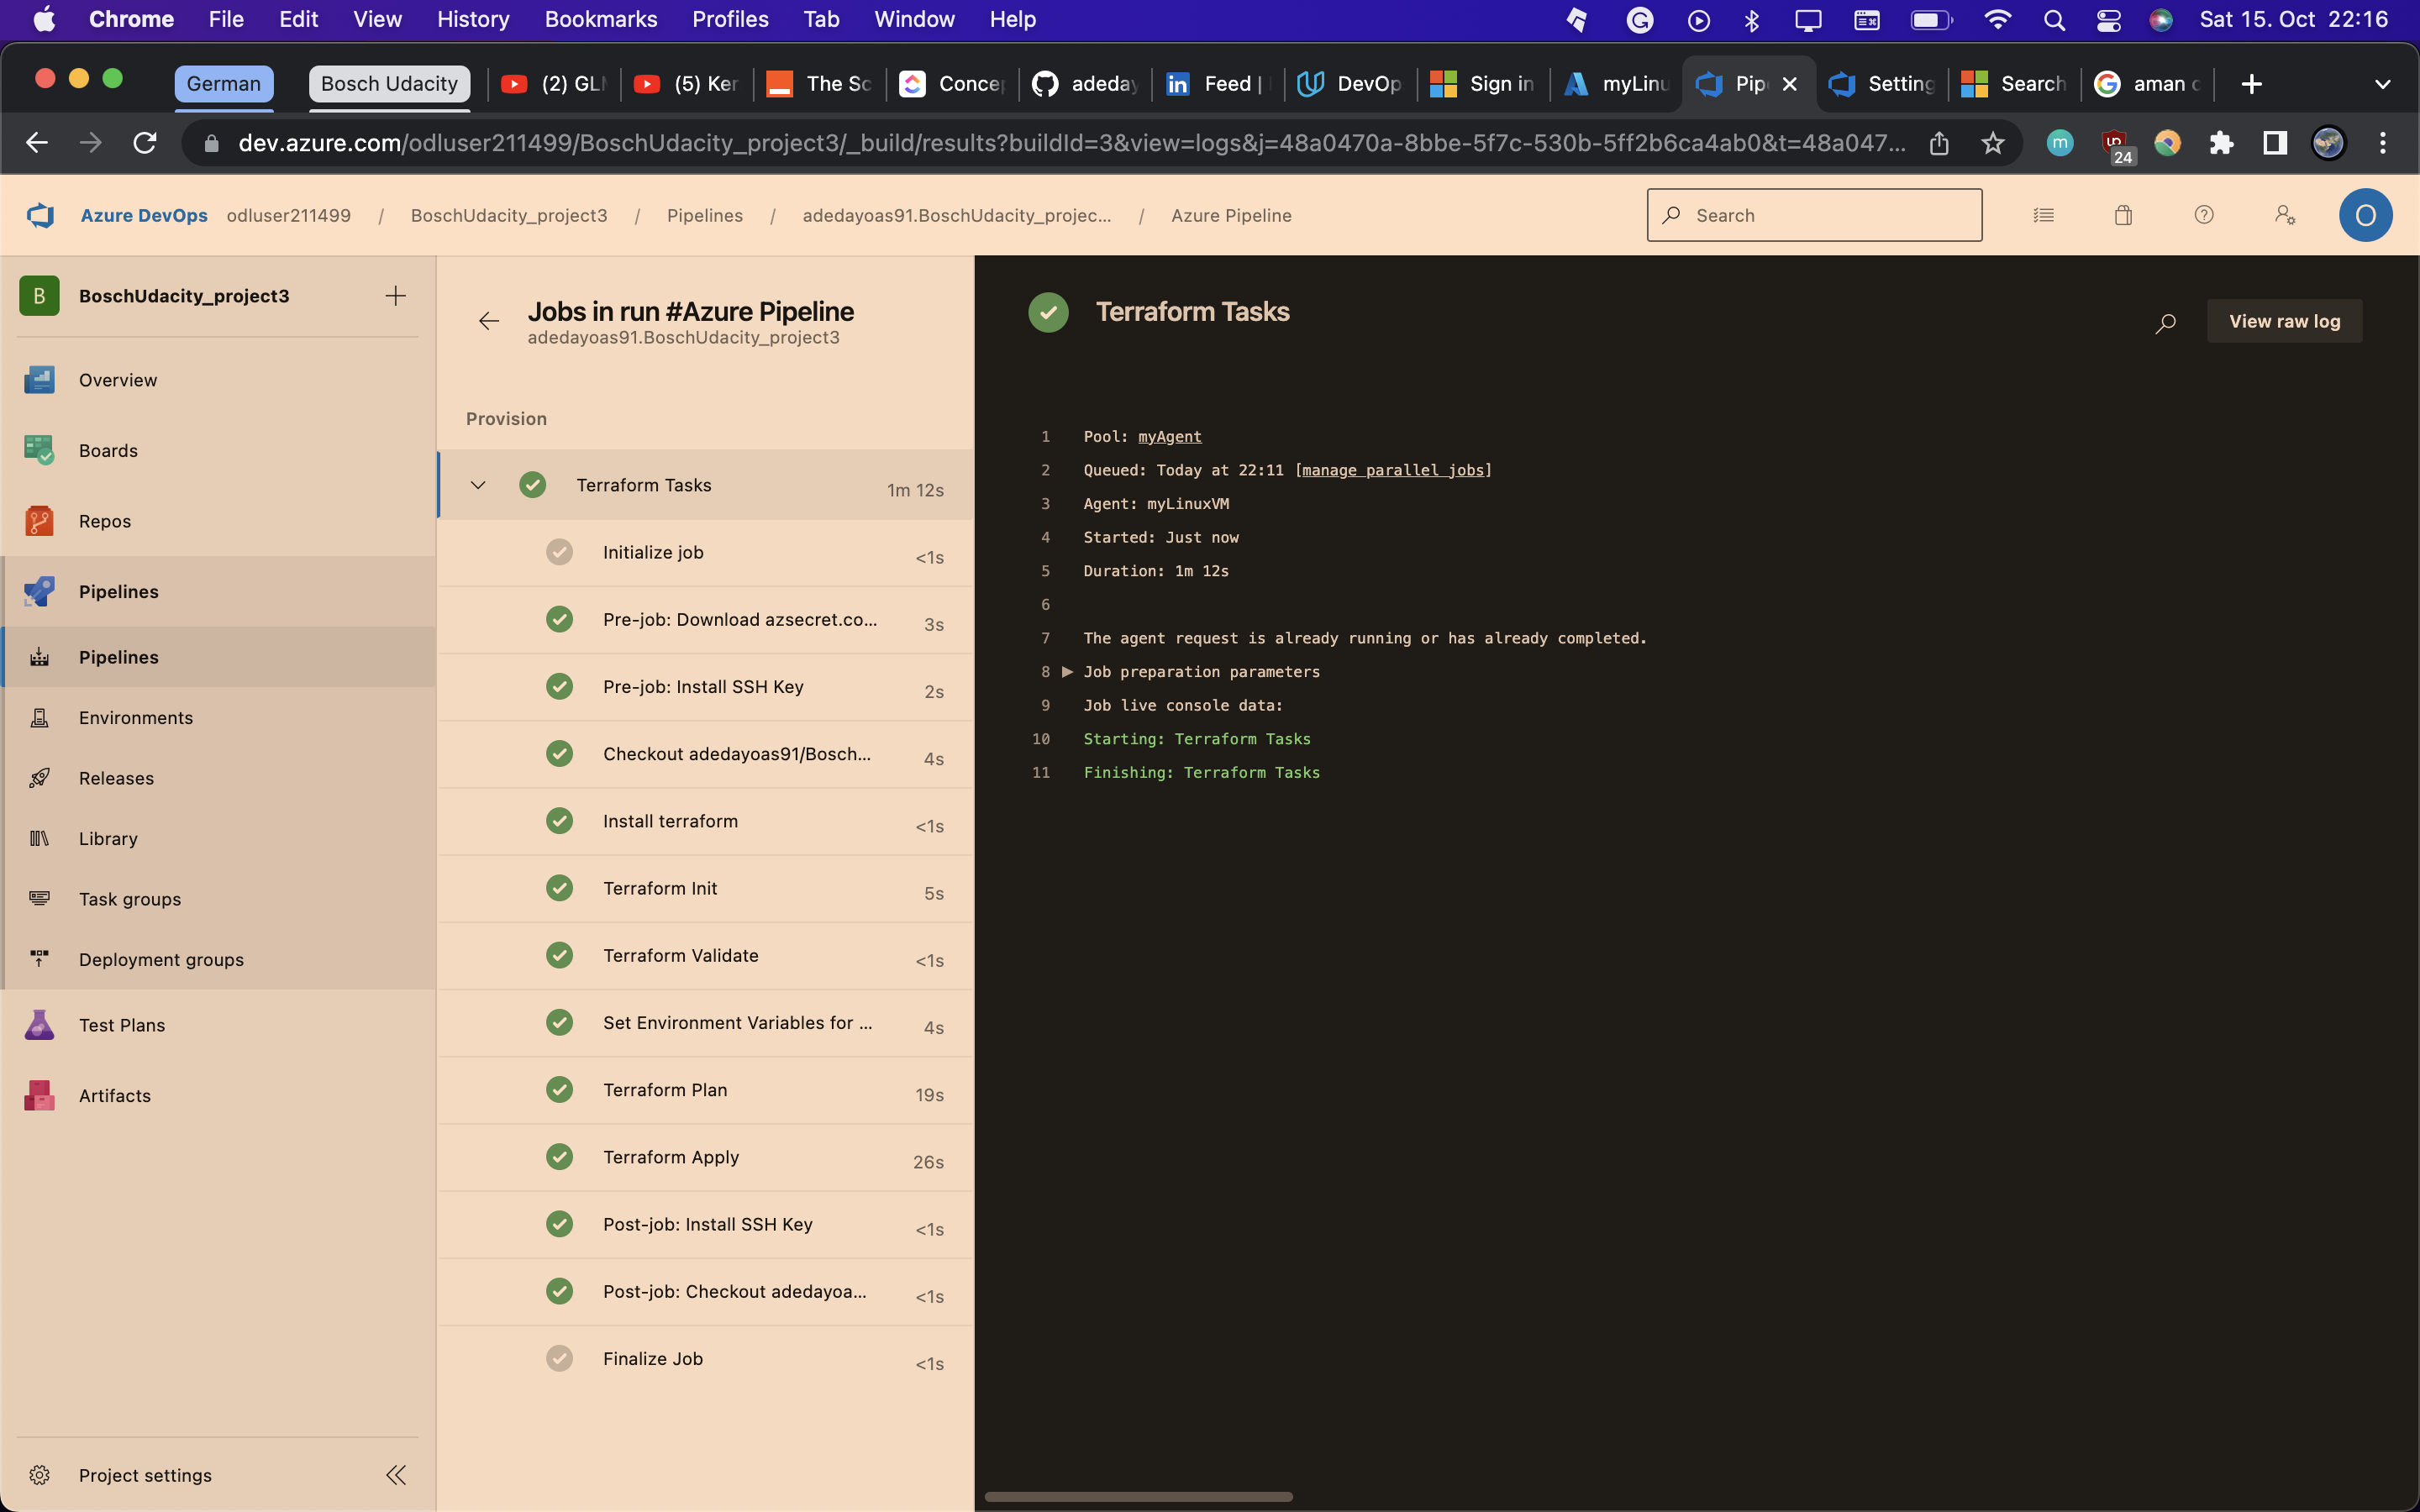 Chrome File Edit View History Bookmarks Profiles Tab Window Help Sat 15. Oct 22:16
German Bosch Udacity (2) GL (5) Ker The Sc Conce adeday Feed | DevOp Sign in myLinu Pip Setting Search aman c
dev.azure.com/odluser211499/BoschUdacity_project3/_build/results?buildId=3&view=logs&j=48a0470a-8bbe-5f7c-530b-5ff2b6ca4ab0&t=48a047... m 24
Azure DevOps odluser211499 / BoschUdacity_project3 / Pipelines / adedayoas91.BoschUdacity_projec... / Azure Pipeline Search O
B BoschUdacity_project3
Overview
Boards
Repos
Pipelines
Pipelines
Environments
Releases
Library
Task groups
Deployment groups
Test Plans
Artifacts
Project settings
Jobs in run #Azure Pipeline
adedayoas91.BoschUdacity_project3
Provision
Terraform Tasks 1m 12s
Initialize job <1s
Pre-job: Download azsecret.co... 3s
Pre-job: Install SSH Key 2s
Checkout adedayoas91/Bosch... 4s
Install terraform <1s
Terraform Init 5s
Terraform Validate <1s
Set Environment Variables for ... 4s
Terraform Plan 19s
Terraform Apply 26s
Post-job: Install SSH Key <1s
Post-job: Checkout adedayoa... <1s
Finalize Job <1s
Terraform Tasks
View raw log
1 Pool: myAgent
2 Queued: Today at 22:11 [manage parallel jobs]
3 Agent: myLinuxVM
4 Started: Just now
5 Duration: 1m 12s
6
7 The agent request is already running or has already completed.
8 Job preparation parameters
9 Job live console data:
10 Starting: Terraform Tasks
11 Finishing: Terraform Tasks